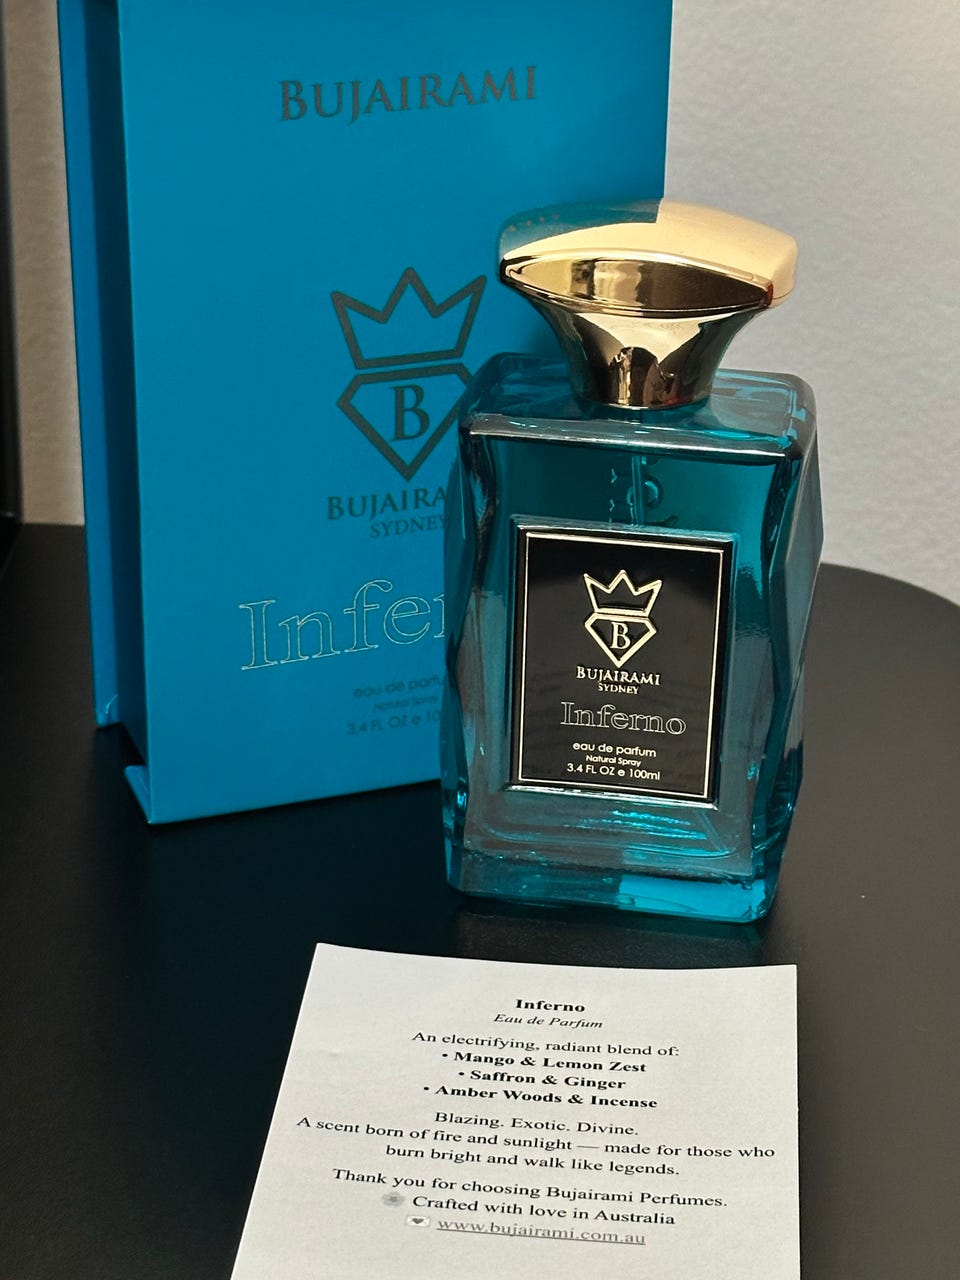 BUJAIRAMI
B
BUJAIRA
SYDNEY
Infer
eau de parfu
Natural Spray
3.4 FL OZ e 10
B
BUJAIRAMI
SYDNEY
Inferno
eau de parfum
Natural Spray
3.4 FL OZ e 100ml
Inferno
Eau de Parfum
An electrifying, radiant blend of:
• Mango & Lemon Zest
• Saffron & Ginger
• Amber Woods & Incense
Blazing. Exotic. Divine.
A scent born of fire and sunlight — made for those who
burn bright and walk like legends.
Thank you for choosing Bujairami Perfumes.
Crafted with love in Australia
www.bujairami.com.au